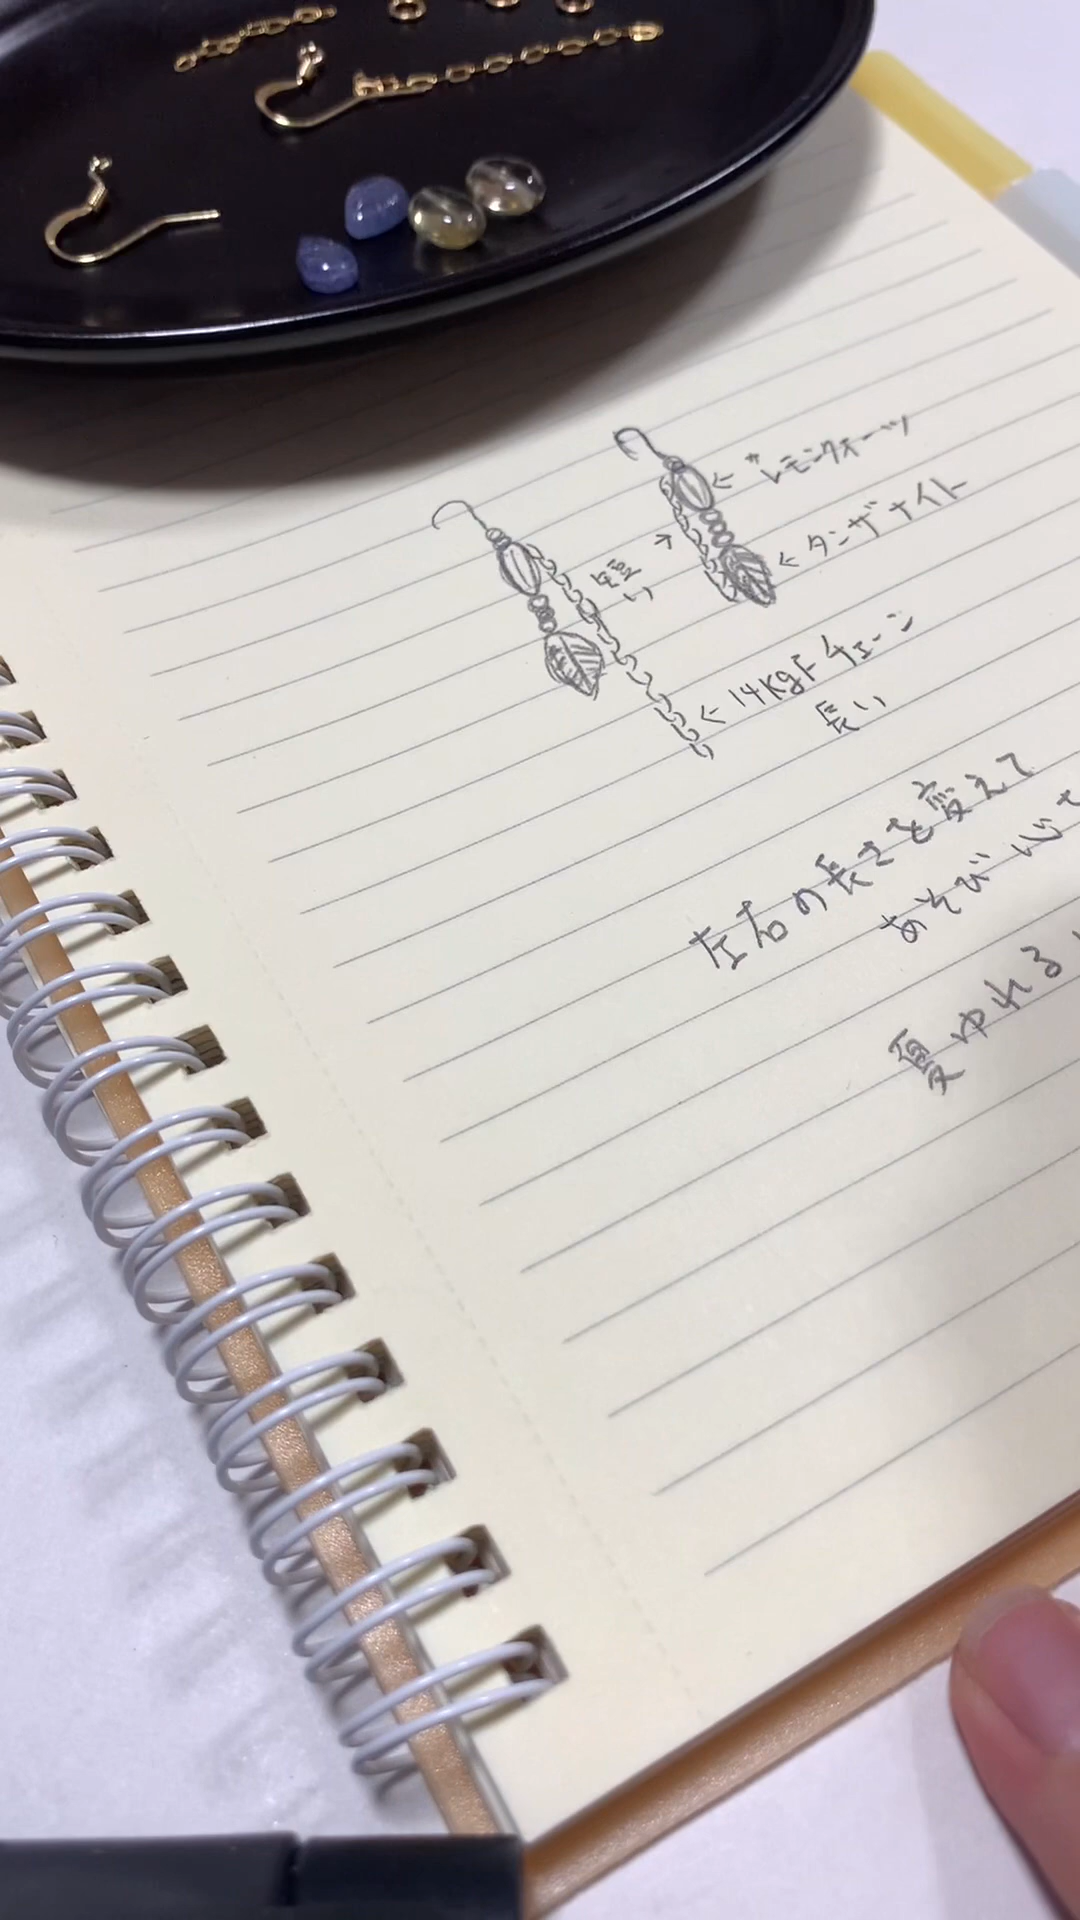 レモンクォーツ
タンザナイト
短い
14Kgfチェーン
長い
左右の長さを変えて
あそび心
夏ゆれる